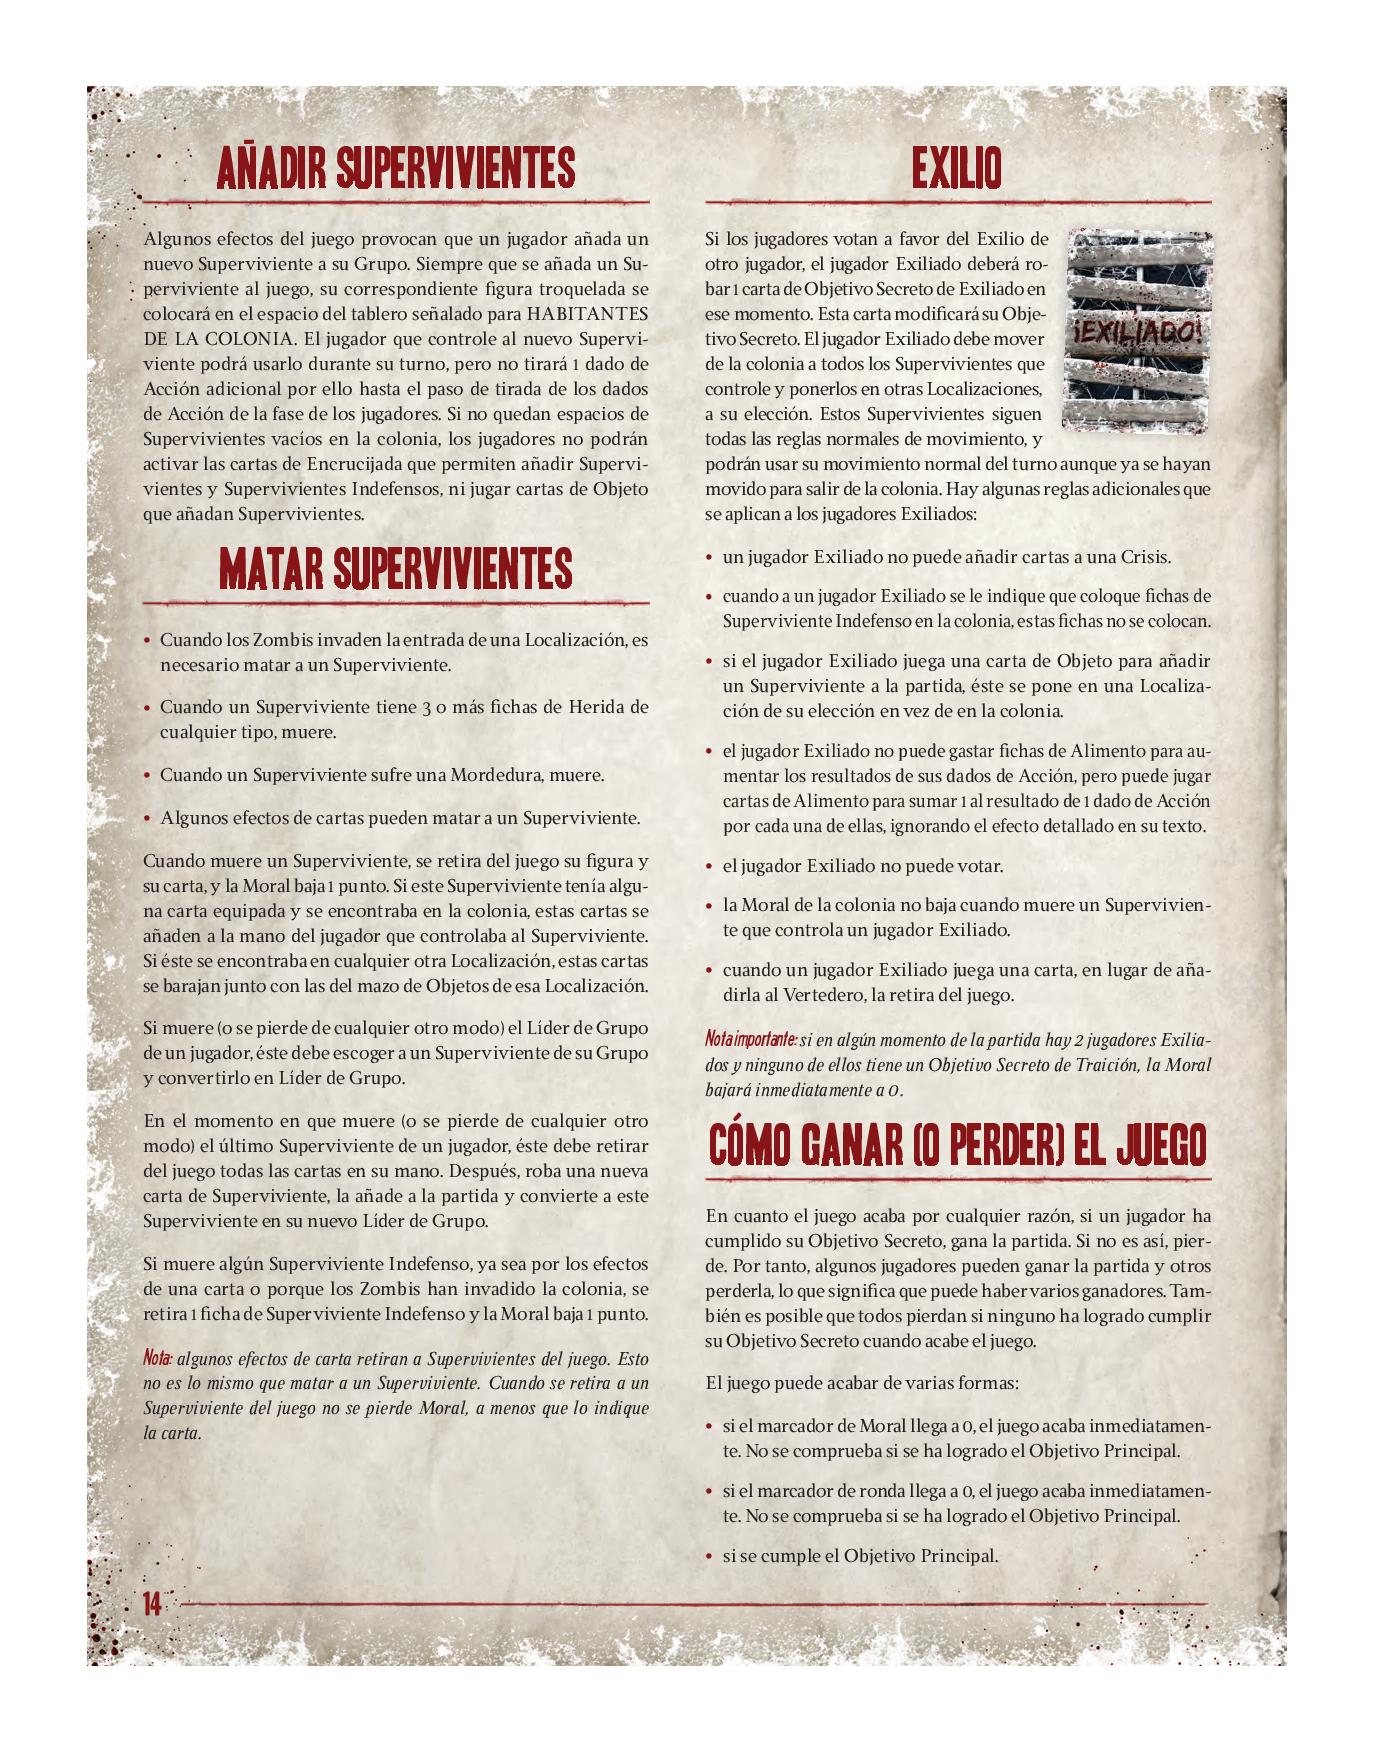 AÑADIR SUPERVIVIENTES
Algunos efectos del juego provocan que un jugador añada un
nuevo Superviviente a su Grupo. Siempre que se añada un Su-
perviviente al juego, su correspondiente figura troquelada se
colocará en el espacio del tablero señalado para HABITANTES
DE LA COLONIA. El jugador que controle al nuevo Supervi-
viente podrá usarlo durante su turno, pero no tirará 1 dado de
Acción adicional por ello hasta el paso de tirada de los dados
de Acción de la fase de los jugadores. Si no quedan espacios de
Supervivientes vacíos en la colonia, los jugadores no podrán
activar las cartas de Encrucijada que permiten añadir Supervi-
vientes y Supervivientes Indefensos, ni jugar cartas de Objeto
que añadan Supervivientes.
MATAR SUPERVIVIENTES
• Cuando los Zombis invaden la entrada de una Localización, es
necesario matar a un Superviviente.
• Cuando un Superviviente tiene 3 o más fichas de Herida de
cualquier tipo, muere.
• Cuando un Superviviente sufre una Mordedura, muere.
• Algunos efectos de cartas pueden matar a un Superviviente.
Cuando muere un Superviviente, se retira del juego su figura y
su carta, y la Moral baja 1 punto. Si este Superviviente tenía algu-
na carta equipada y se encontraba en la colonia, estas cartas se
añaden a la mano del jugador que controlaba al Superviviente.
Si éste se encontraba en cualquier otra Localización, estas cartas
se barajan junto con las del mazo de Objetos de esa Localización.
Si muere (o se pierde de cualquier otro modo) el Líder de Grupo
de un jugador, éste debe escoger a un Superviviente de su Grupo
y convertirlo en Líder de Grupo.
En el momento en que muere (o se pierde de cualquier otro
modo) el último Superviviente de un jugador, éste debe retirar
del juego todas las cartas en su mano. Después, roba una nueva
carta de Superviviente, la añade a la partida y convierte a este
Superviviente en su nuevo Líder de Grupo.
Si muere algún Superviviente Indefenso, ya sea por los efectos
de una carta o porque los Zombis han invadido la colonia, se
retira 1 ficha de Superviviente Indefenso y la Moral baja 1 punto.
Nota: algunos efectos de carta retiran a Supervivientes del juego. Esto
no es lo mismo que matar a un Superviviente. Cuando se retira a un
Superviviente del juego no se pierde Moral, a menos que lo indique
la carta.
14
EXILIO
Si los jugadores votan a favor del Exilio de
otro jugador, el jugador Exiliado deberá ro-
bar 1 carta de Objetivo Secreto de Exiliado en
ese momento. Esta carta modificará su Obje-
tivo Secreto. El jugador Exiliado debe mover
de la colonia a todos los Supervivientes que
controle y ponerlos en otras Localizaciones,
a su elección. Estos Supervivientes siguen
todas las reglas normales de movimiento, y
podrán usar su movimiento normal del turno aunque ya se hayan
movido para salir de la colonia. Hay algunas reglas adicionales que
se aplican a los jugadores Exiliados:
¡EXILIADO!
• un jugador Exiliado no puede añadir cartas a una Crisis.
• cuando a un jugador Exiliado se le indique que coloque fichas de
Superviviente Indefenso en la colonia, estas fichas no se colocan.
• si el jugador Exiliado juega una carta de Objeto para añadir
un Superviviente a la partida, éste se pone en una Localiza-
ción de su elección en vez de en la colonia.
• el jugador Exiliado no puede gastar fichas de Alimento para au-
mentar los resultados de sus dados de Acción, pero puede jugar
cartas de Alimento para sumar 1 al resultado de 1 dado de Acción
por cada una de ellas, ignorando el efecto detallado en su texto.
• el jugador Exiliado no puede votar.
• la Moral de la colonia no baja cuando muere un Supervivien-
te que controla un jugador Exiliado.
• cuando un jugador Exiliado juega una carta, en lugar de aña-
dirla al Vertedero, la retira del juego.
Nota importante: si en algún momento de la partida hay 2 jugadores Exilia-
dos y ninguno de ellos tiene un Objetivo Secreto de Traición, la Moral
bajará inmediatamente a 0.
CÓMO GANAR (O PERDER) EL JUEGO
En cuanto el juego acaba por cualquier razón, si un jugador ha
cumplido su Objetivo Secreto, gana la partida. Si no es así, pier-
de. Por tanto, algunos jugadores pueden ganar la partida y otros
perderla, lo que significa que puede haber varios ganadores. Tam-
bién es posible que todos pierdan si ninguno ha logrado cumplir
su Objetivo Secreto cuando acabe el juego.
El juego puede acabar de varias formas:
• si el marcador de Moral llega a 0, el juego acaba inmediatamen-
te. No se comprueba si se ha logrado el Objetivo Principal.
• si el marcador de ronda llega a 0, el juego acaba inmediatamen-
te. No se comprueba si se ha logrado el Objetivo Principal.
• si se cumple el Objetivo Principal.